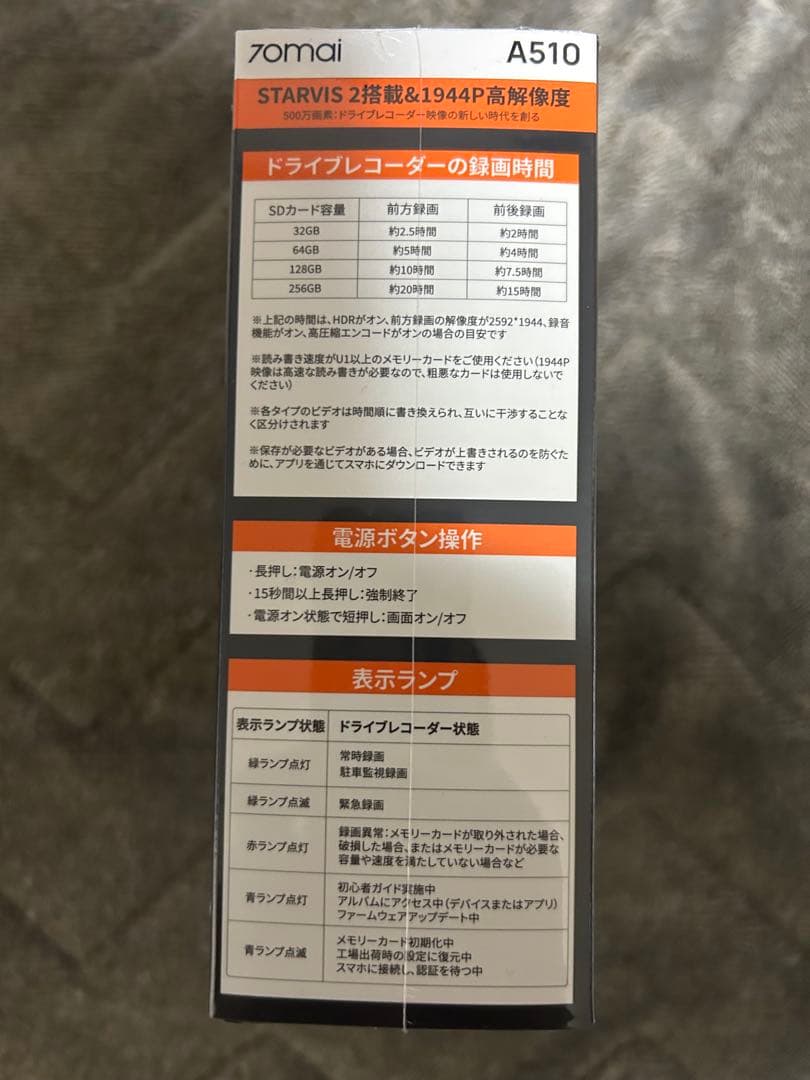 70mai A510
STARVIS 2搭載&1944P高解像度
500万画素：ドライブレコーダー映像の新しい時代を創る
ドライブレコーダーの録画時間
SDカード容量 前方録画 前後録画
32GB 約2.5時間 約2時間
64GB 約5時間 約4時間
128GB 約10時間 約7.5時間
256GB 約20時間 約15時間
※上記の時間は、HDRがオン、前方録画の解像度が2592*1944、録音
機能がオン、高圧縮エンコードがオンの場合の目安です
※読み書き速度がU1以上のメモリーカードをご使用ください（1944P
映像は高速な読み書きが必要なので、粗悪なカードは使用しないで
ください）
※各タイプのビデオは時間順に書き換えられ、互いに干渉することな
く区分けされます
※保存が必要なビデオがある場合、ビデオが上書きされるのを防ぐた
めに、アプリを通じてスマホにダウンロードできます
電源ボタン操作
・長押し：電源オン/オフ
・15秒間以上長押し：強制終了
・電源オン状態で短押し：画面オン/オフ
表示ランプ
表示ランプ状態 ドライブレコーダー状態
緑ランプ点灯 常時録画
駐車監視録画
緑ランプ点滅 緊急録画
赤ランプ点灯 録画異常：メモリーカードが取り外された場合、
破損した場合、またはメモリーカードが必要な
容量や速度を満たしていない場合など
青ランプ点灯 初心者ガイド実施中
アルバムにアクセス中（デバイスまたはアプリ）
ファームウェアアップデート中
青ランプ点滅 メモリーカード初期化中
工場出荷時の設定に復元中
スマホに接続し、認証を待つ中